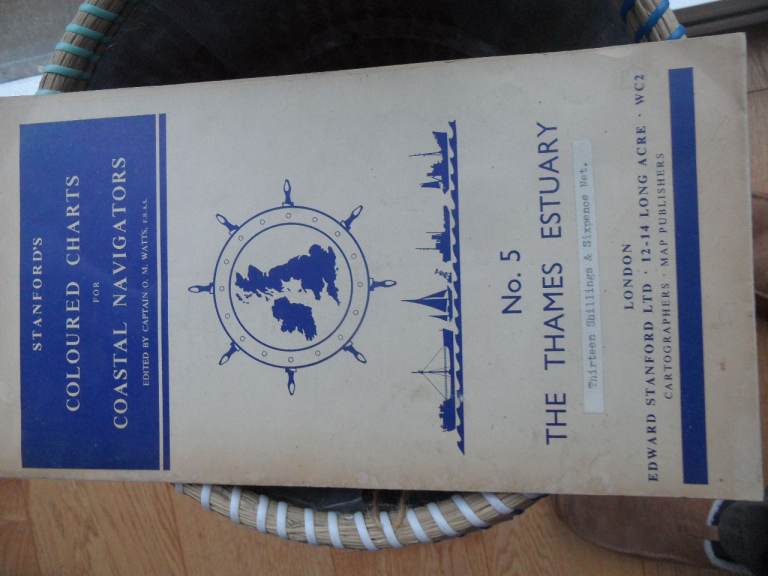 STANFORD'S
COLOURED CHARTS
FOR
COASTAL NAVIGATORS
EDITED BY CAPTAIN O. M. WATTS, F.R.A.S.
No. 5
THE THAMES ESTUARY
Thirteen Shillings & Sixpence Net.
LONDON
EDWARD STANFORD LTD · 12-14 LONG ACRE · WC2
CARTOGRAPHERS · MAP PUBLISHERS